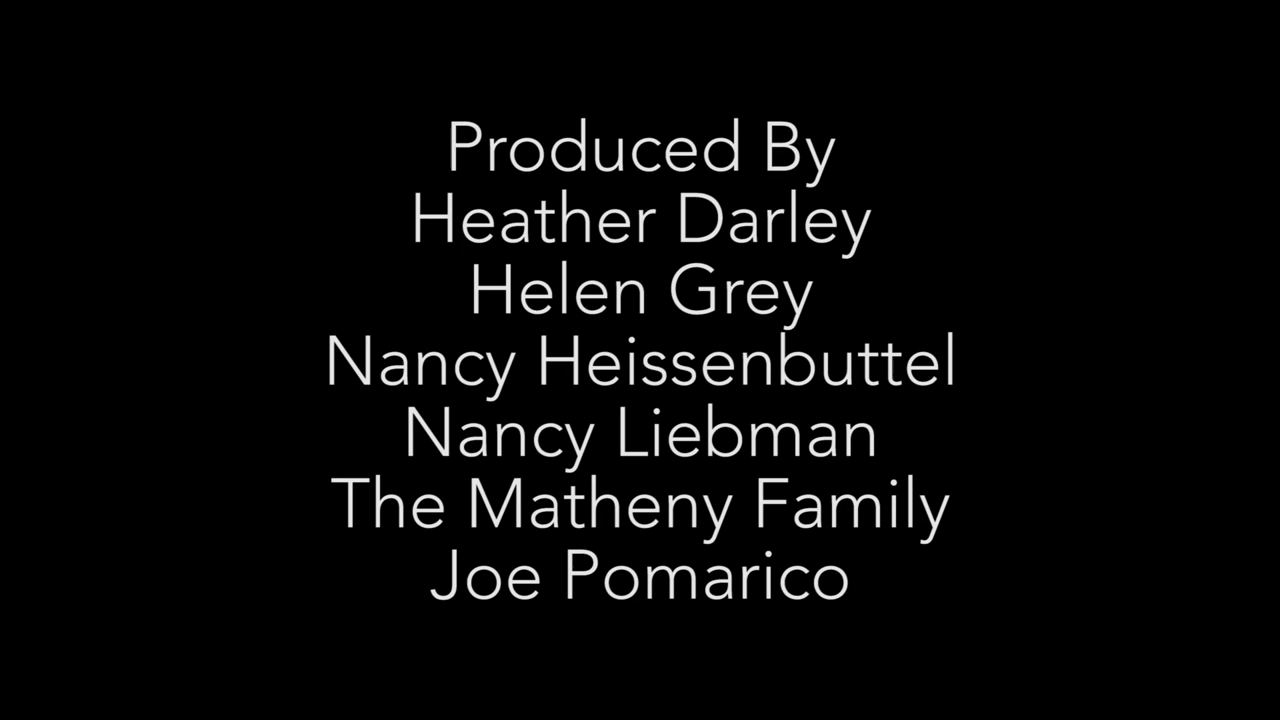 Produced By
Heather Darley
Helen Grey
Nancy Heissenbuttel
Nancy Liebman
The Matheny Family
Joe Pomarico